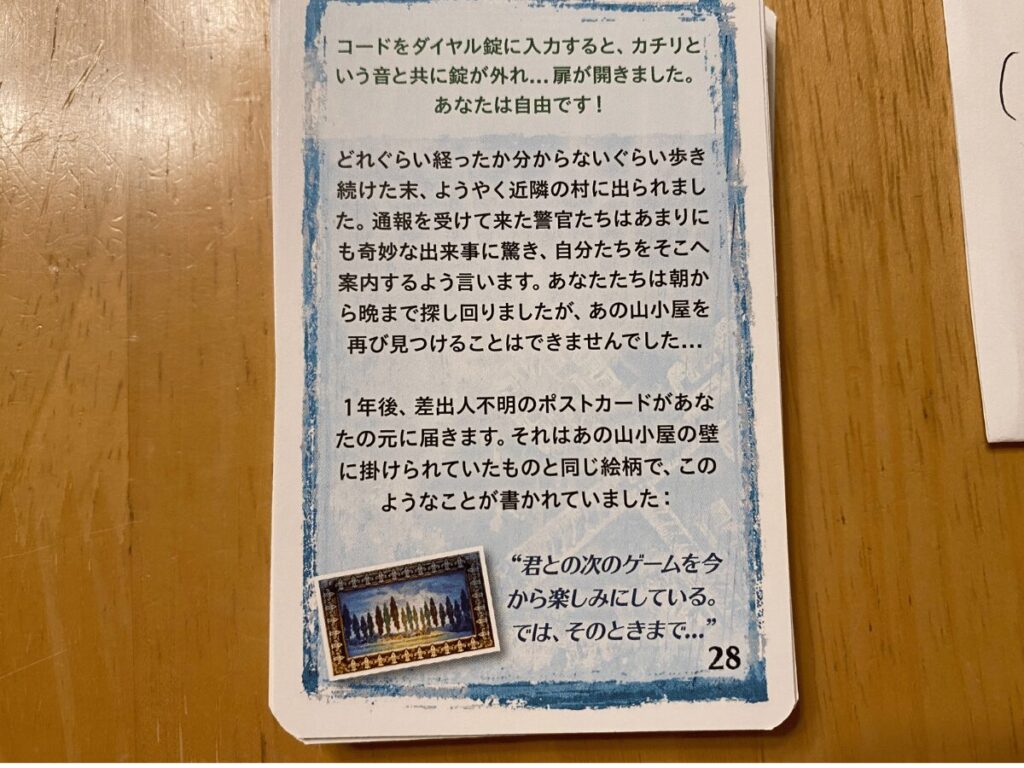 コードをダイヤル錠に入力すると、カチリと
いう音と共に錠が外れ…扉が開きました。
あなたは自由です！
どれぐらい経ったか分からないぐらい歩き
続けた末、ようやく近隣の村に出られまし
た。通報を受けて来た警官たちはあまりに
も奇妙な出来事に驚き、自分たちをそこへ
案内するよう言います。あなたたちは朝か
ら晩まで探し回りましたが、あの山小屋を
再び見つけることはできませんでした…
1年後、差出人不明のポストカードがあな
たの元に届きます。それはあの山小屋の壁
に掛けられていたものと同じ絵柄で、この
ようなことが書かれていました：
“君との次のゲームを今
から楽しみにしている。
では、そのときまで…”
28